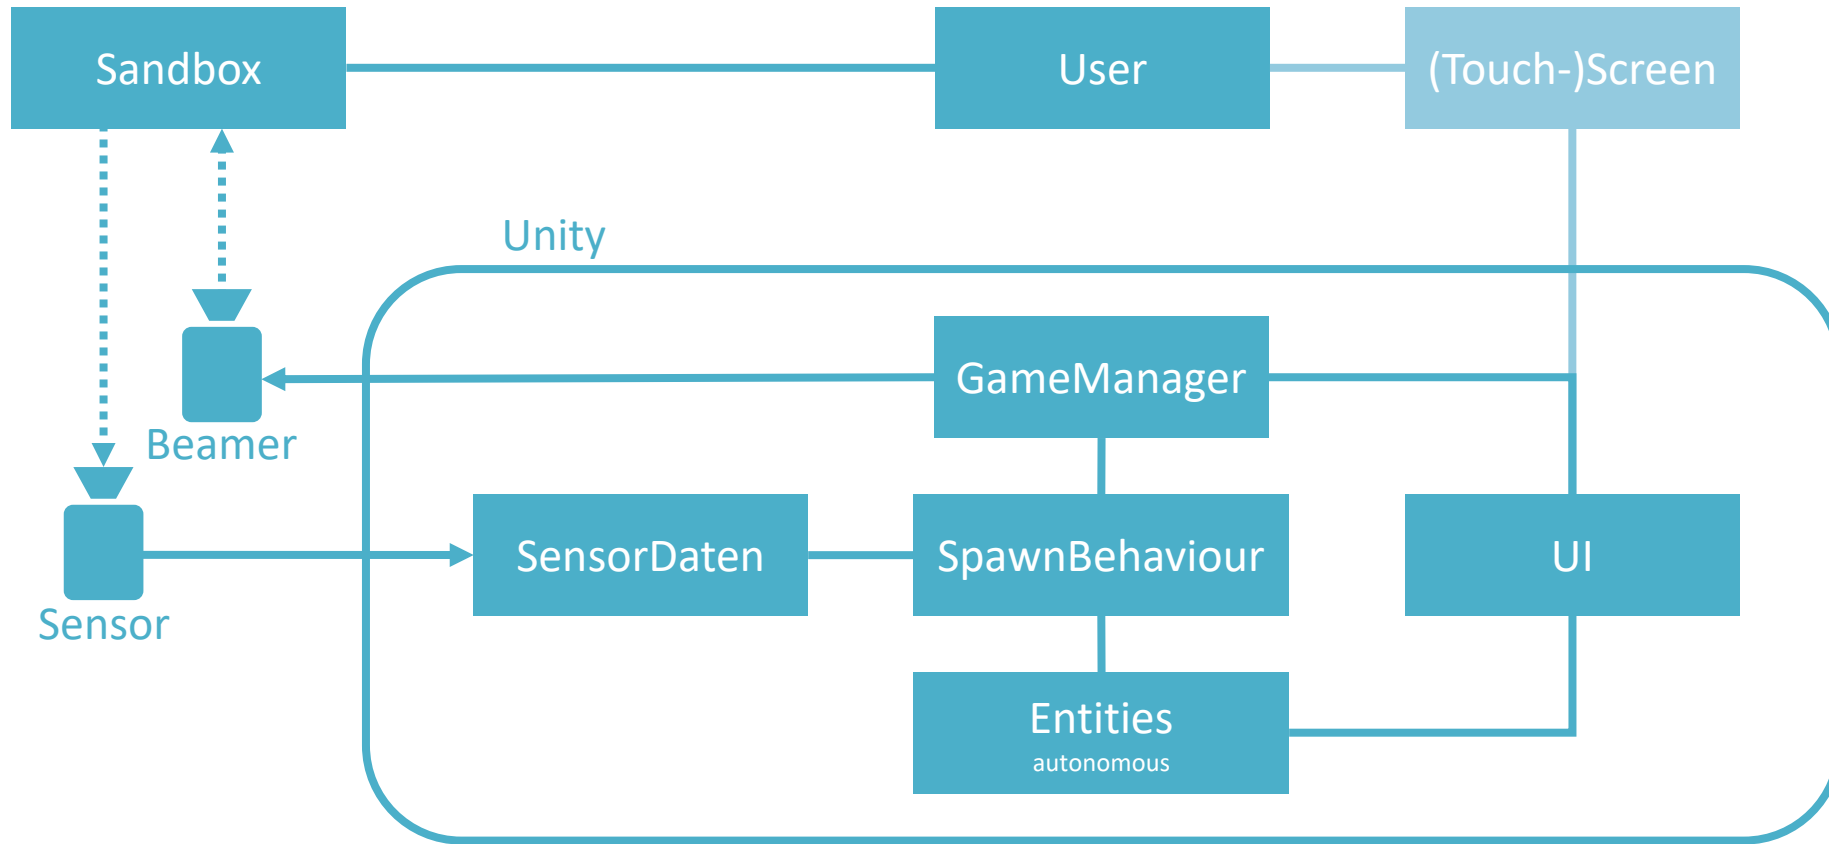 Sandbox
User
(Touch-)Screen
Unity
GameManager
Beamer
SensorDaten
SpawnBehaviour
UI
Sensor
Entities
autonomous